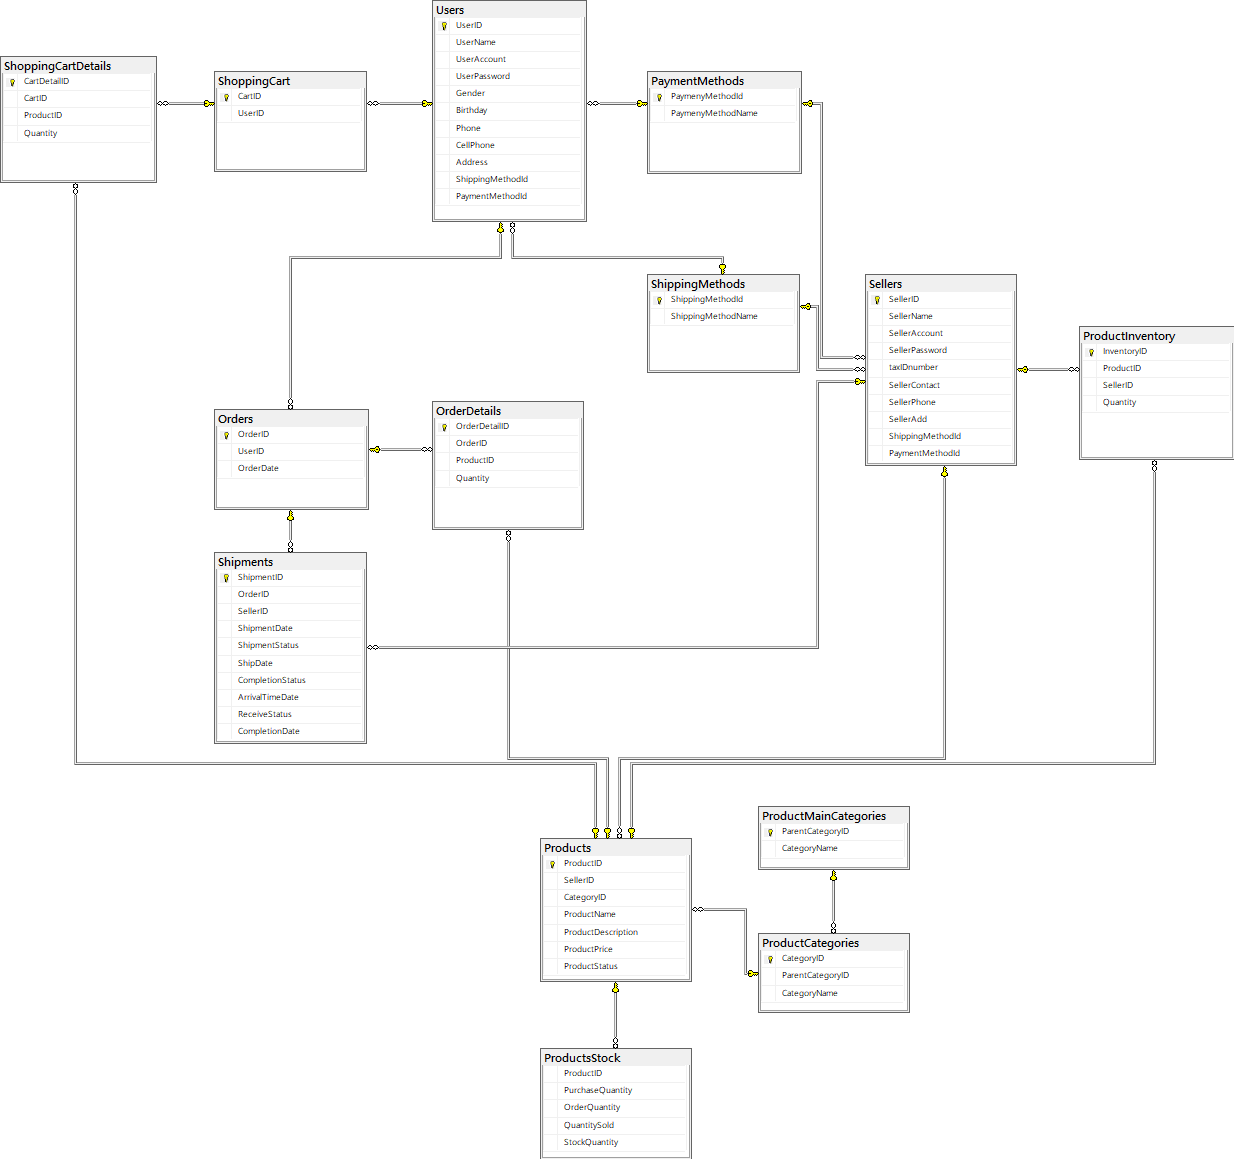 Users
UserID
UserName
UserAccount
UserPassword
Gender
Birthday
Phone
CellPhone
Address
ShippingMethodId
PaymentMethodId
ShoppingCartDetails
CartDetailID
CartID
ProductID
Quantity
ShoppingCart
CartID
UserID
PaymentMethods
PaymenyMethodId
PaymenyMethodName
ShippingMethods
ShippingMethodId
ShippingMethodName
Sellers
SellerID
SellerName
SellerAccount
SellerPassword
taxIDnumber
SellerContact
SellerPhone
SellerAdd
ShippingMethodId
PaymentMethodId
ProductInventory
InventoryID
ProductID
SellerID
Quantity
Orders
OrderID
UserID
OrderDate
OrderDetails
OrderDetailID
OrderID
ProductID
Quantity
Shipments
ShipmentID
OrderID
SellerID
ShipmentDate
ShipmentStatus
ShipDate
CompletionStatus
ArrivalTimeDate
ReceiveStatus
CompletionDate
ProductMainCategories
ParentCategoryID
CategoryName
Products
ProductID
SellerID
CategoryID
ProductName
ProductDescription
ProductPrice
ProductStatus
ProductCategories
CategoryID
ParentCategoryID
CategoryName
ProductsStock
ProductID
PurchaseQuantity
OrderQuantity
QuantitySold
StockQuantity